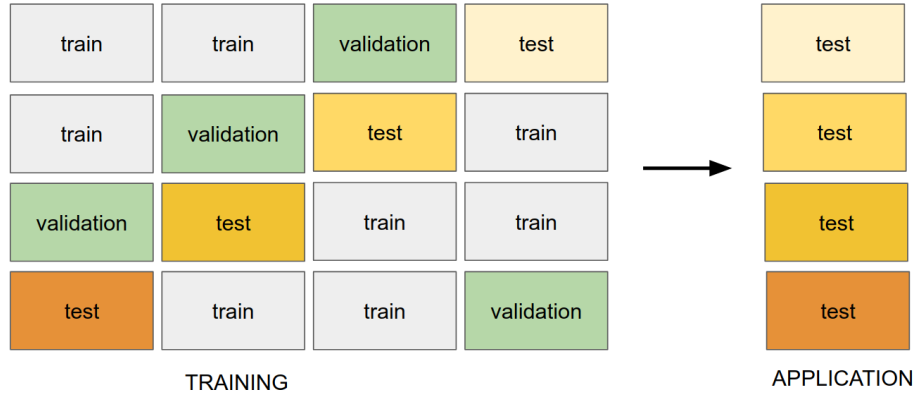 train train validation test test
train validation test train test
validation test train train test
test train train validation test
TRAINING APPLICATION